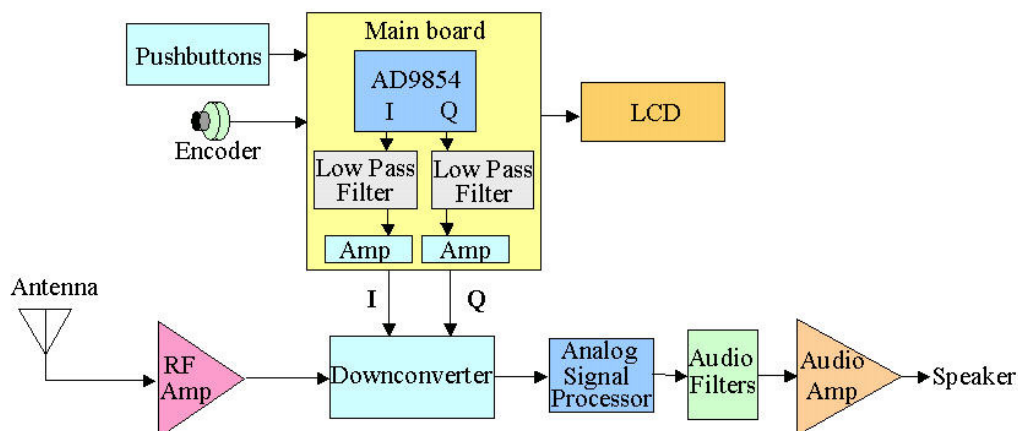 Main board
Pushbuttons
AD9854
I Q
LCD
Encoder
Low Pass
Filter
Low Pass
Filter
Amp
Amp
I
Q
Antenna
RF
Amp
Downconverter
Analog
Signal
Processor
Audio
Filters
Audio
Amp
Speaker